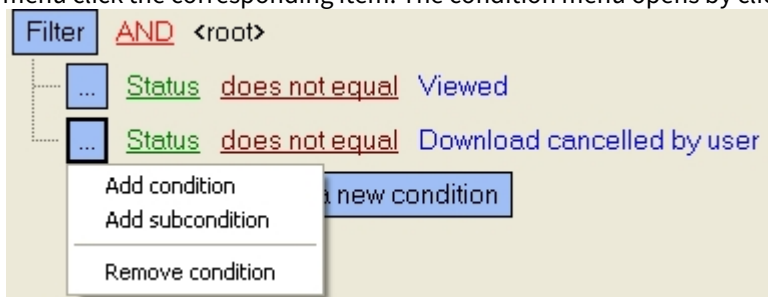 menu click the corresponding item. The condition menu opens by
Filter AND <root>
... Status does not equal Viewed
... Status does not equal Download cancelled by user
Add condition
a new condition
Add subcondition
Remove condition